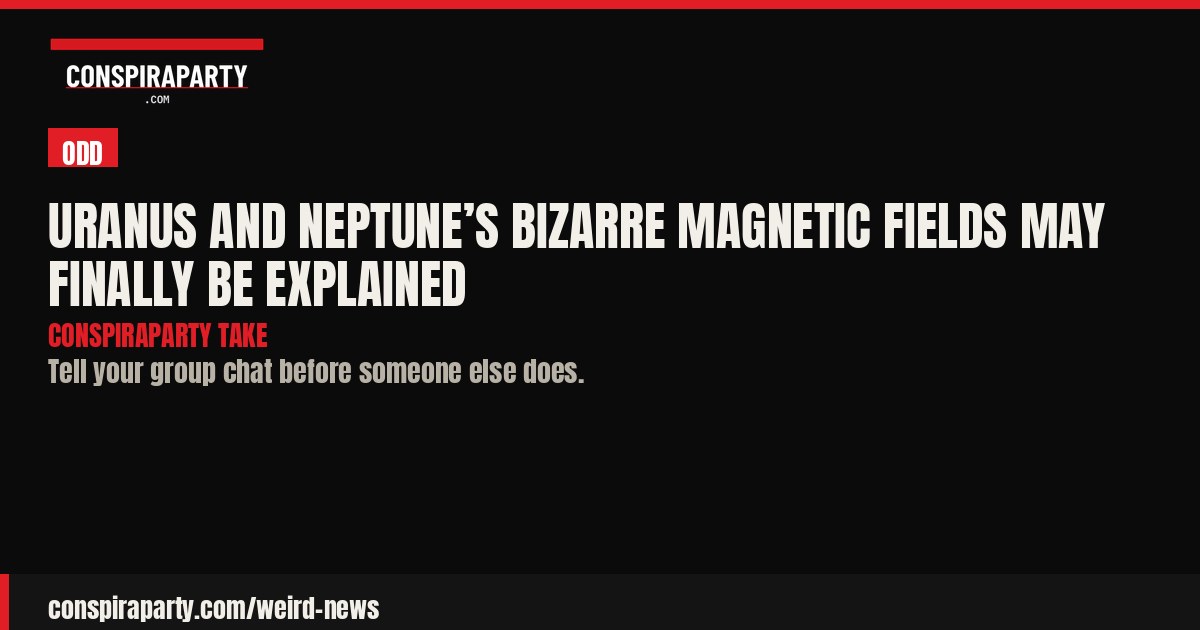 CONSPIRAPARTY
.COM
ODD
URANUS AND NEPTUNE’S BIZARRE MAGNETIC FIELDS MAY
FINALLY BE EXPLAINED
CONSPIRAPARTY TAKE
Tell your group chat before someone else does.
conspiraparty.com/weird-news